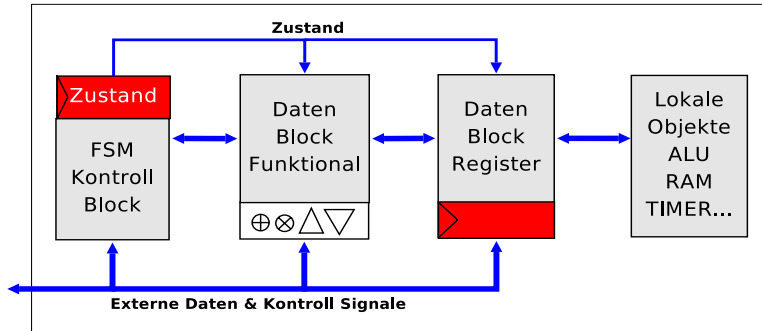 Zustand
Zustand
FSM
Kontroll
Block
Daten
Block
Funktional
Daten
Block
Register
Lokale
Objekte
ALU
RAM
TIMER...
Externe Daten & Kontroll Signale